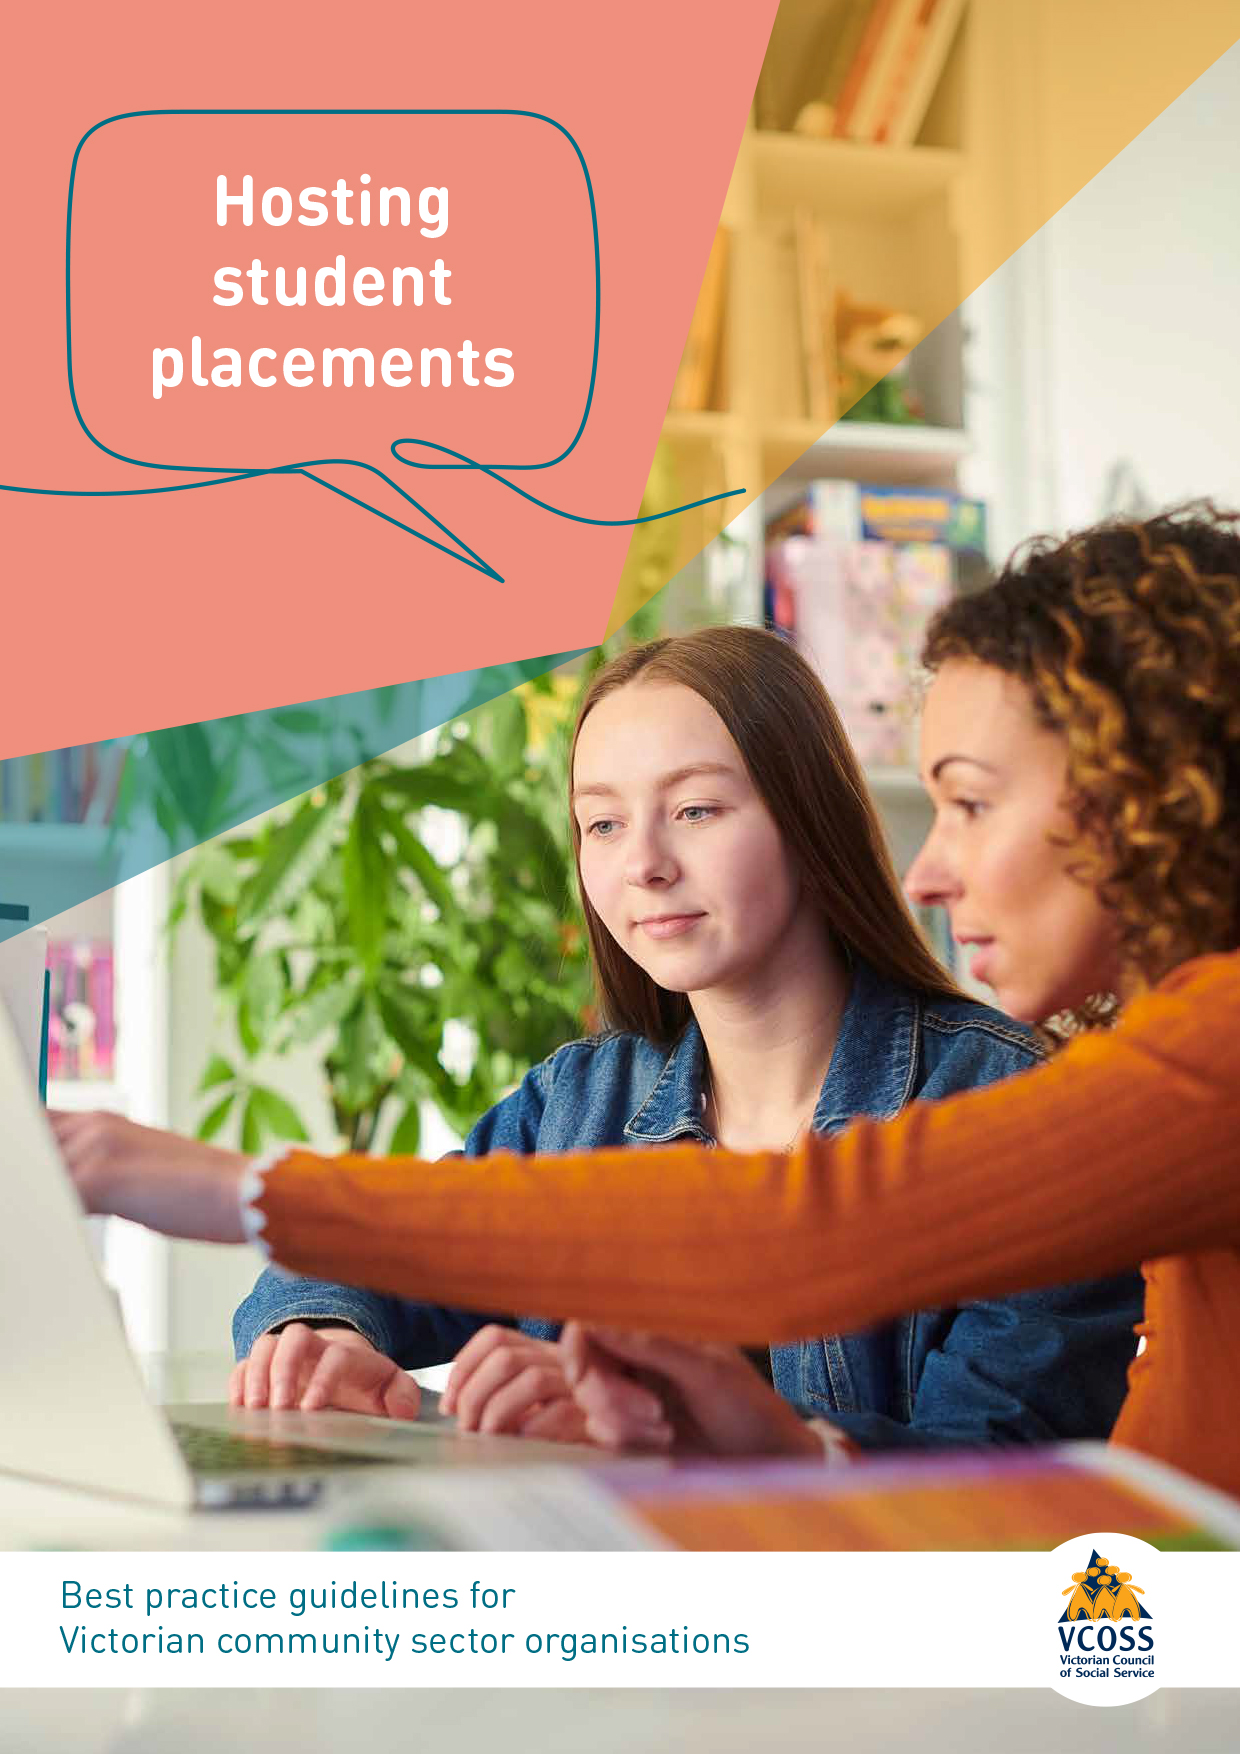 Hosting
student
placements
Best practice guidelines for
Victorian community sector organisations
VCOSS
Victorian Council
of Social Service